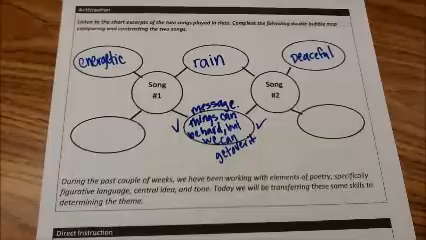 Anticipation
Listen to the short excerpts of the two songs played in class. Complete the following double bubble map
comparing and contrasting the two songs.
energetic
rain
peaceful
Song
#1
Song
#2
message:
things can
be hard, but
we can
get over it
During the past couple of weeks, we have been working with elements of poetry, specifically
figurative language, central idea, and tone. Today we will be transferring these same skills to
determining the theme.
Direct Instruction